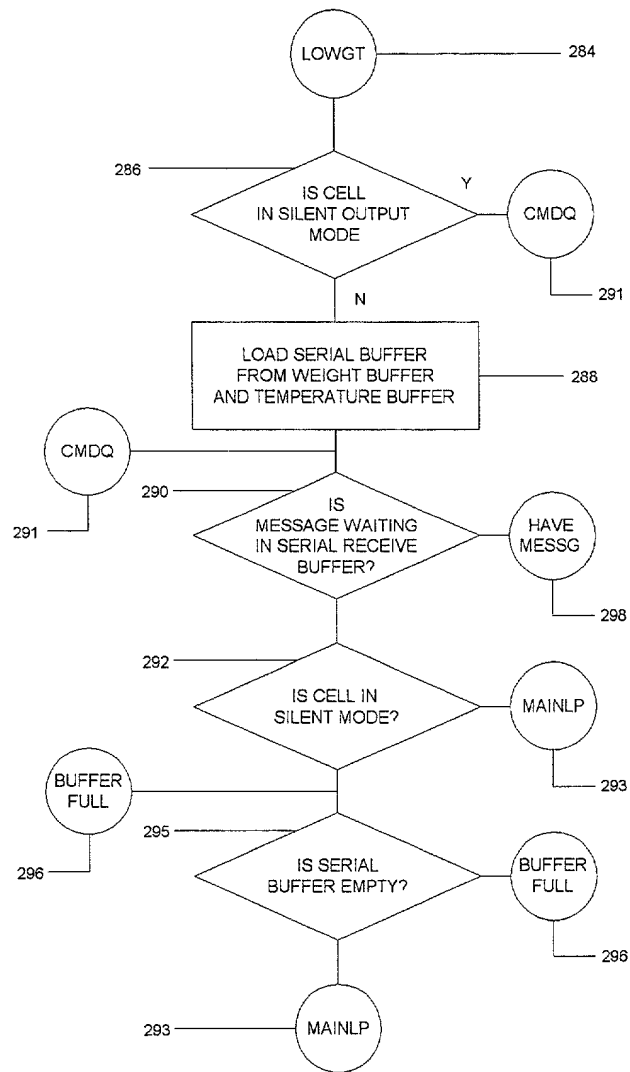 LOWGT
284
286
IS CELL
IN SILENT OUTPUT
MODE
Y
CMDQ
291
N
LOAD SERIAL BUFFER
FROM WEIGHT BUFFER
AND TEMPERATURE BUFFER
288
CMDQ
291
290
IS
MESSAGE WAITING
IN SERIAL RECEIVE
BUFFER?
HAVE
MESSG
298
292
IS CELL IN
SILENT MODE?
MAINLP
293
BUFFER
FULL
296
295
IS SERIAL
BUFFER EMPTY?
BUFFER
FULL
296
293
MAINLP